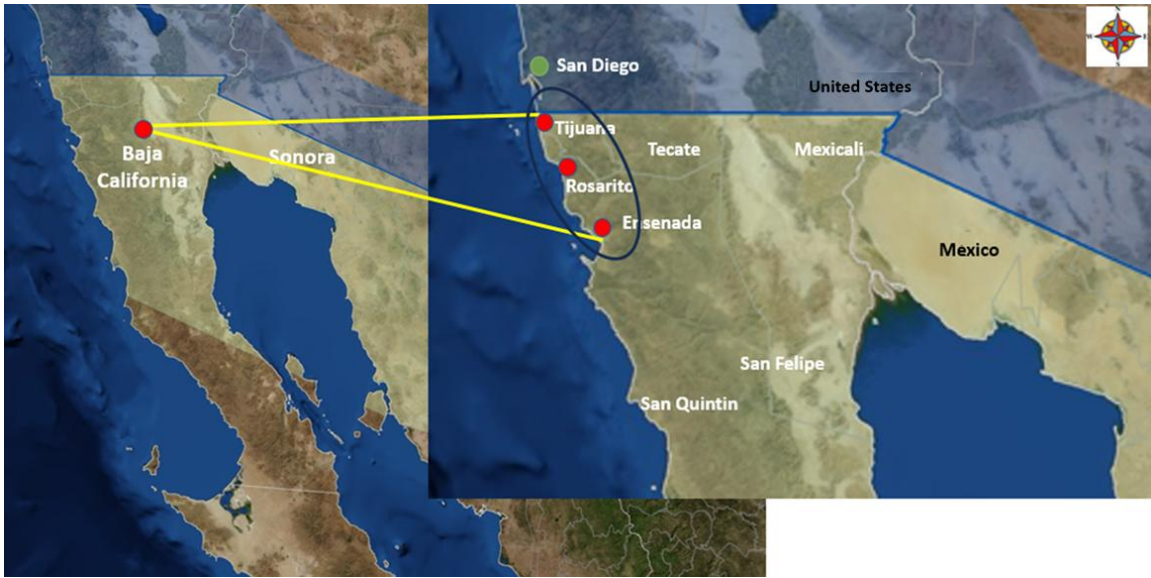 Baja
California
Sonora
San Diego
United States
Tijuana
Tecate
Mexicali
Rosarito
Ensenada
Mexico
San Felipe
San Quintin
N
W
E
S